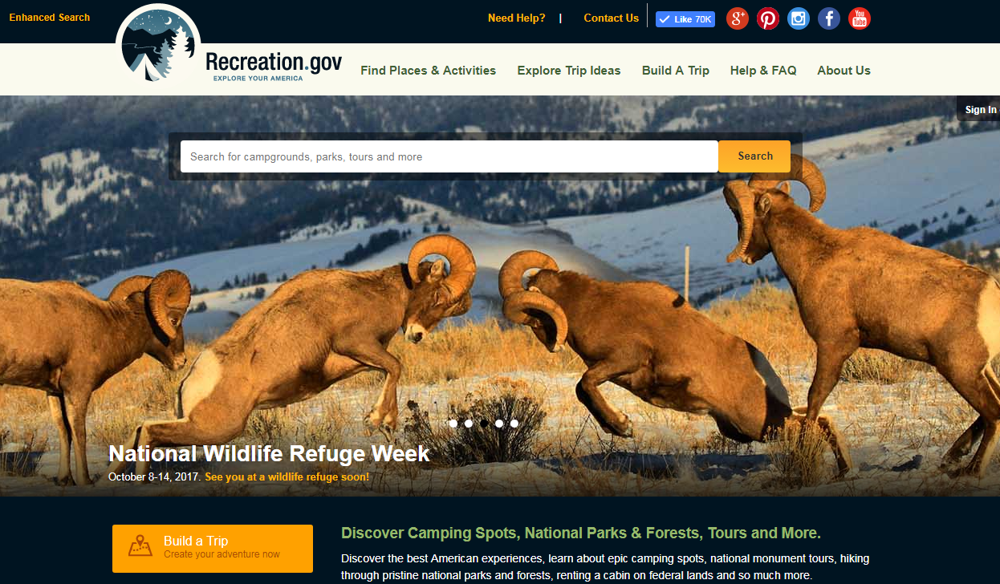 Enhanced Search
Need Help? | Contact Us
Like 70K
g+
You
Tube
Recreation.gov
EXPLORE YOUR AMERICA
Find Places & Activities
Explore Trip Ideas
Build A Trip
Help & FAQ
About Us
Sign In
Search for campgrounds, parks, tours and more
Search
National Wildlife Refuge Week
October 8-14, 2017. See you at a wildlife refuge soon!
Build a Trip
Create your adventure now
Discover Camping Spots, National Parks & Forests, Tours and More.
Discover the best American experiences, learn about epic camping spots, national monument tours, hiking
through pristine national parks and forests, renting a cabin on federal lands and so much more.